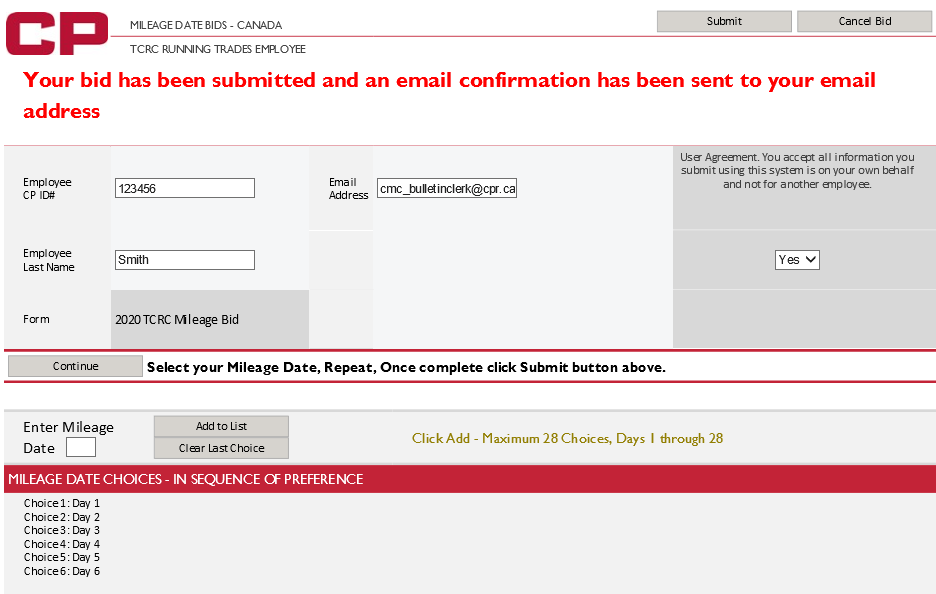 CP
MILEAGE DATE BIDS - CANADA
Submit
Cancel Bid
TCRC RUNNING TRADES EMPLOYEE
Your bid has been submitted and an email confirmation has been sent to your email
address
User Agreement. You accept all information you
submit using this system is on your own behalf
and not for another employee.
Employee
CP ID#
123456
Email
Address
cmc_bulletinclerk@cpr.ca
Employee
Last Name
Smith
Yes
Form
2020 TCRC Mileage Bid
Continue
Select your Mileage Date, Repeat, Once complete click Submit button above.
Enter Mileage
Date
Add to List
Clear Last Choice
Click Add - Maximum 28 Choices, Days 1 through 28
MILEAGE DATE CHOICES - IN SEQUENCE OF PREFERENCE
Choice 1: Day 1
Choice 2: Day 2
Choice 3: Day 3
Choice 4: Day 4
Choice 5: Day 5
Choice 6: Day 6